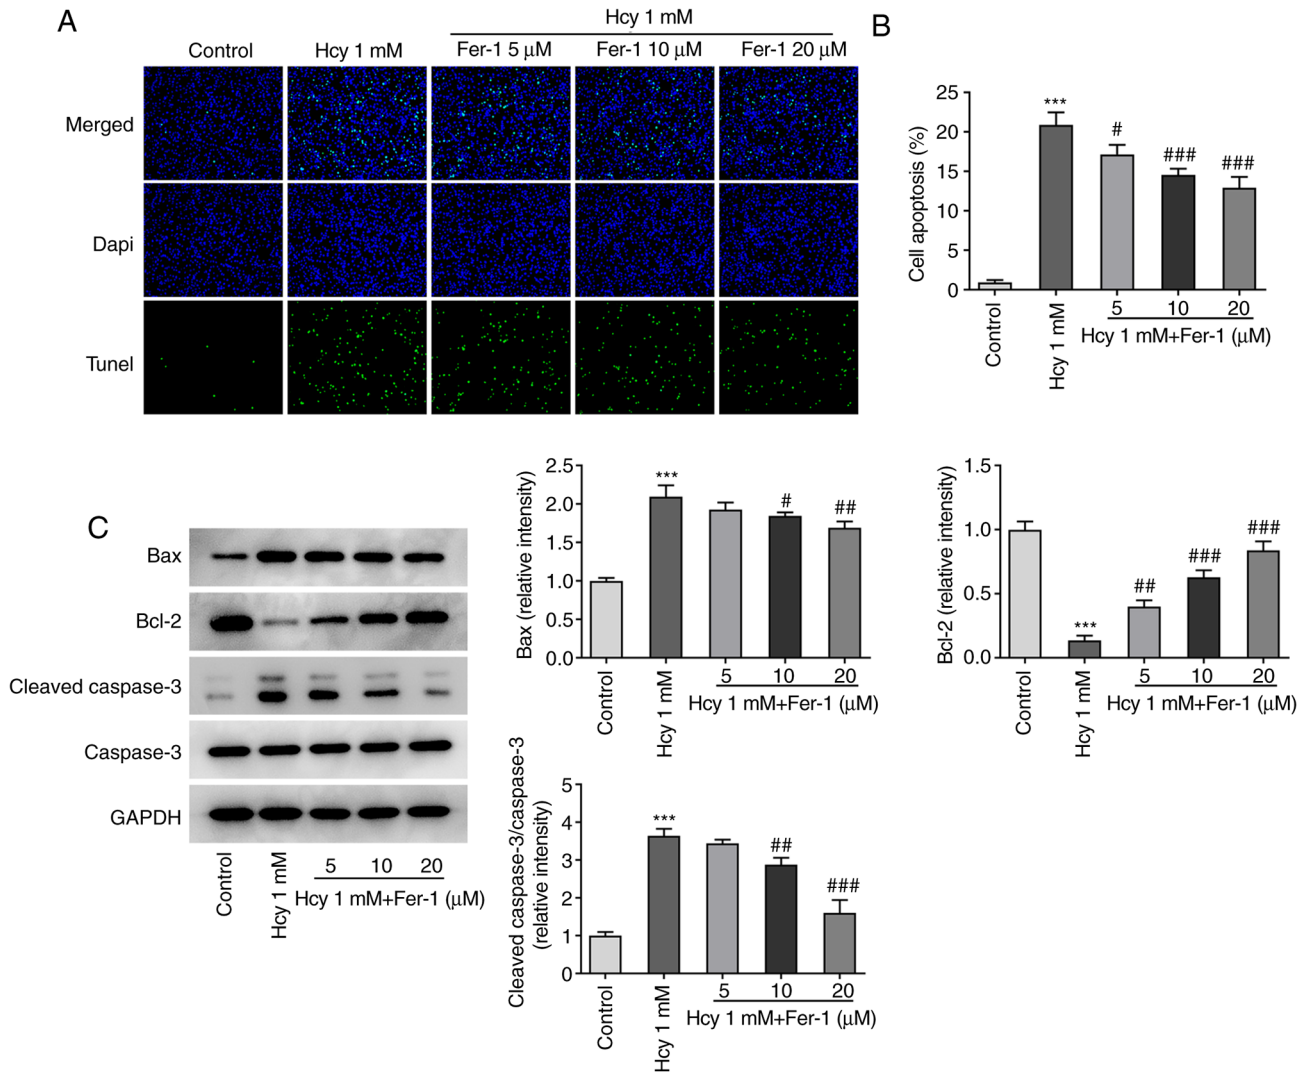 A
Hcy 1 mM
Control
Hcy 1 mM
Fer-1 5 μM
Fer-1 10 μM
Fer-1 20 μM
Merged
Dapi
Tunel
B
Cell apoptosis (%)
25
20
15
10
5
0
***
#
###
###
Control
Hcy 1 mM
5
10
20
Hcy 1 mM+Fer-1 (μM)
C
Bax
Bcl-2
Cleaved caspase-3
Caspase-3
GAPDH
Control
Hcy 1 mM
5
10
20
Hcy 1 mM+Fer-1 (μM)
Bax (relative intensity)
2.5
2.0
1.5
1.0
0.5
0.0
***
#
##
Control
Hcy 1 mM
5
10
20
Hcy 1 mM+Fer-1 (μM)
Bcl-2 (relative intensity)
1.5
1.0
0.5
0.0
***
##
###
###
Control
Hcy 1 mM
5
10
20
Hcy 1 mM+Fer-1 (μM)
Cleaved caspase-3/caspase-3
(relative intensity)
5
4
3
2
1
0
***
##
###
Control
Hcy 1 mM
5
10
20
Hcy 1 mM+Fer-1 (μM)